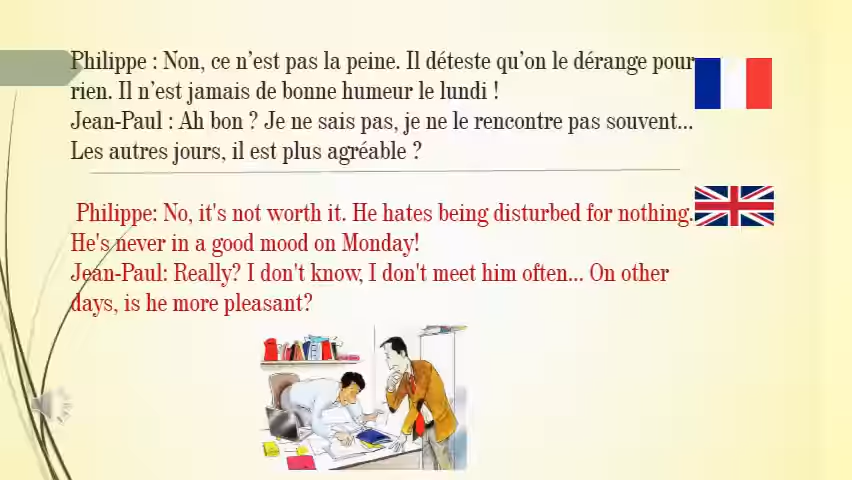 Philippe : Non, ce n’est pas la peine. Il déteste qu’on le dérange pour
rien. Il n’est jamais de bonne humeur le lundi !
Jean-Paul : Ah bon ? Je ne sais pas, je ne le rencontre pas souvent...
Les autres jours, il est plus agréable ?
Philippe: No, it's not worth it. He hates being disturbed for nothing.
He's never in a good mood on Monday!
Jean-Paul: Really? I don't know, I don't meet him often... On other
days, is he more pleasant?